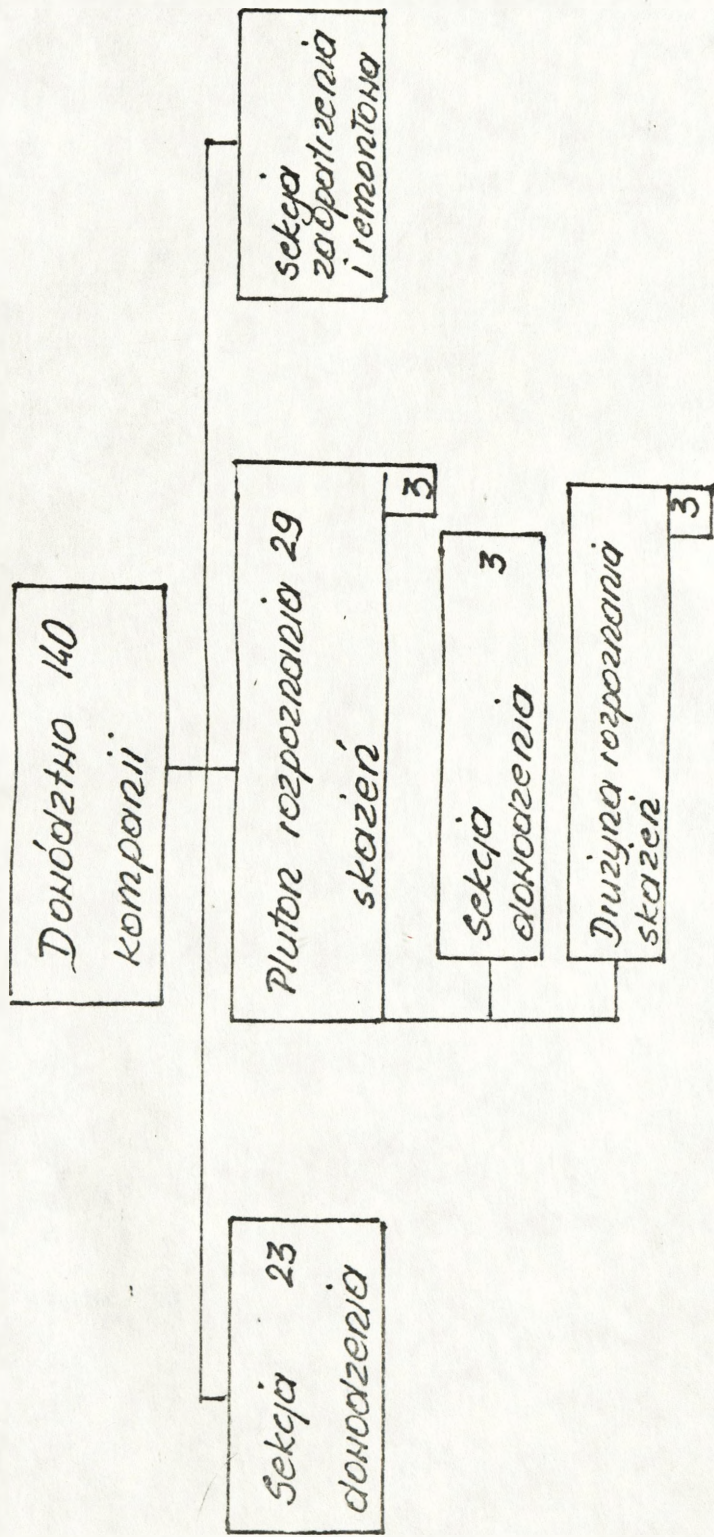 Dowództwo 140
kompanii
Sekcja 23
dowodzenia
Pluton rozpoznania 29
skażeń
3
sekcja
zaopatrzenia
i remontowa
Sekcja
dowodzenia 3
Drużyna rozpoznania
skażeń
3